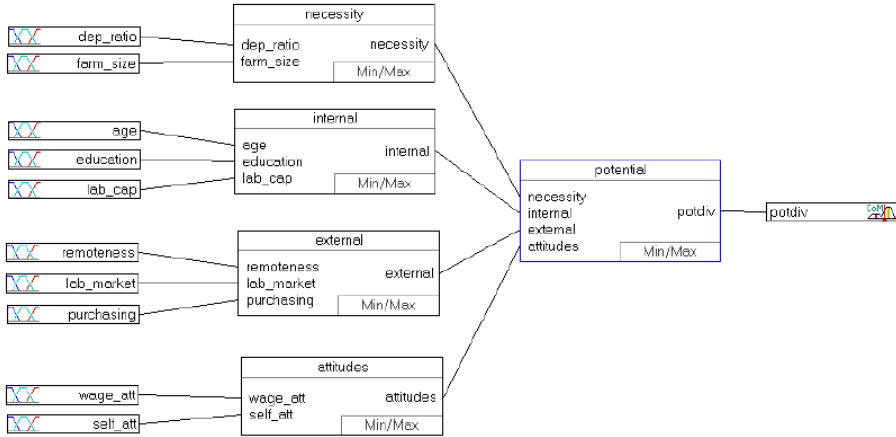 necessity
dep_ratio
farm_size
dep_ratio
farm_size
necessity
Min/Max
internal
age
education
lab_cap
age
education
lab_cap
internal
Min/Max
external
remoteness
lab_market
purchasing
remoteness
lab_market
purchasing
external
Min/Max
attitudes
wage_att
self_att
wage_att
self_att
attitudes
Min/Max
potential
necessity
internal
external
attitudes
potdiv
Min/Max
potdiv
CoM